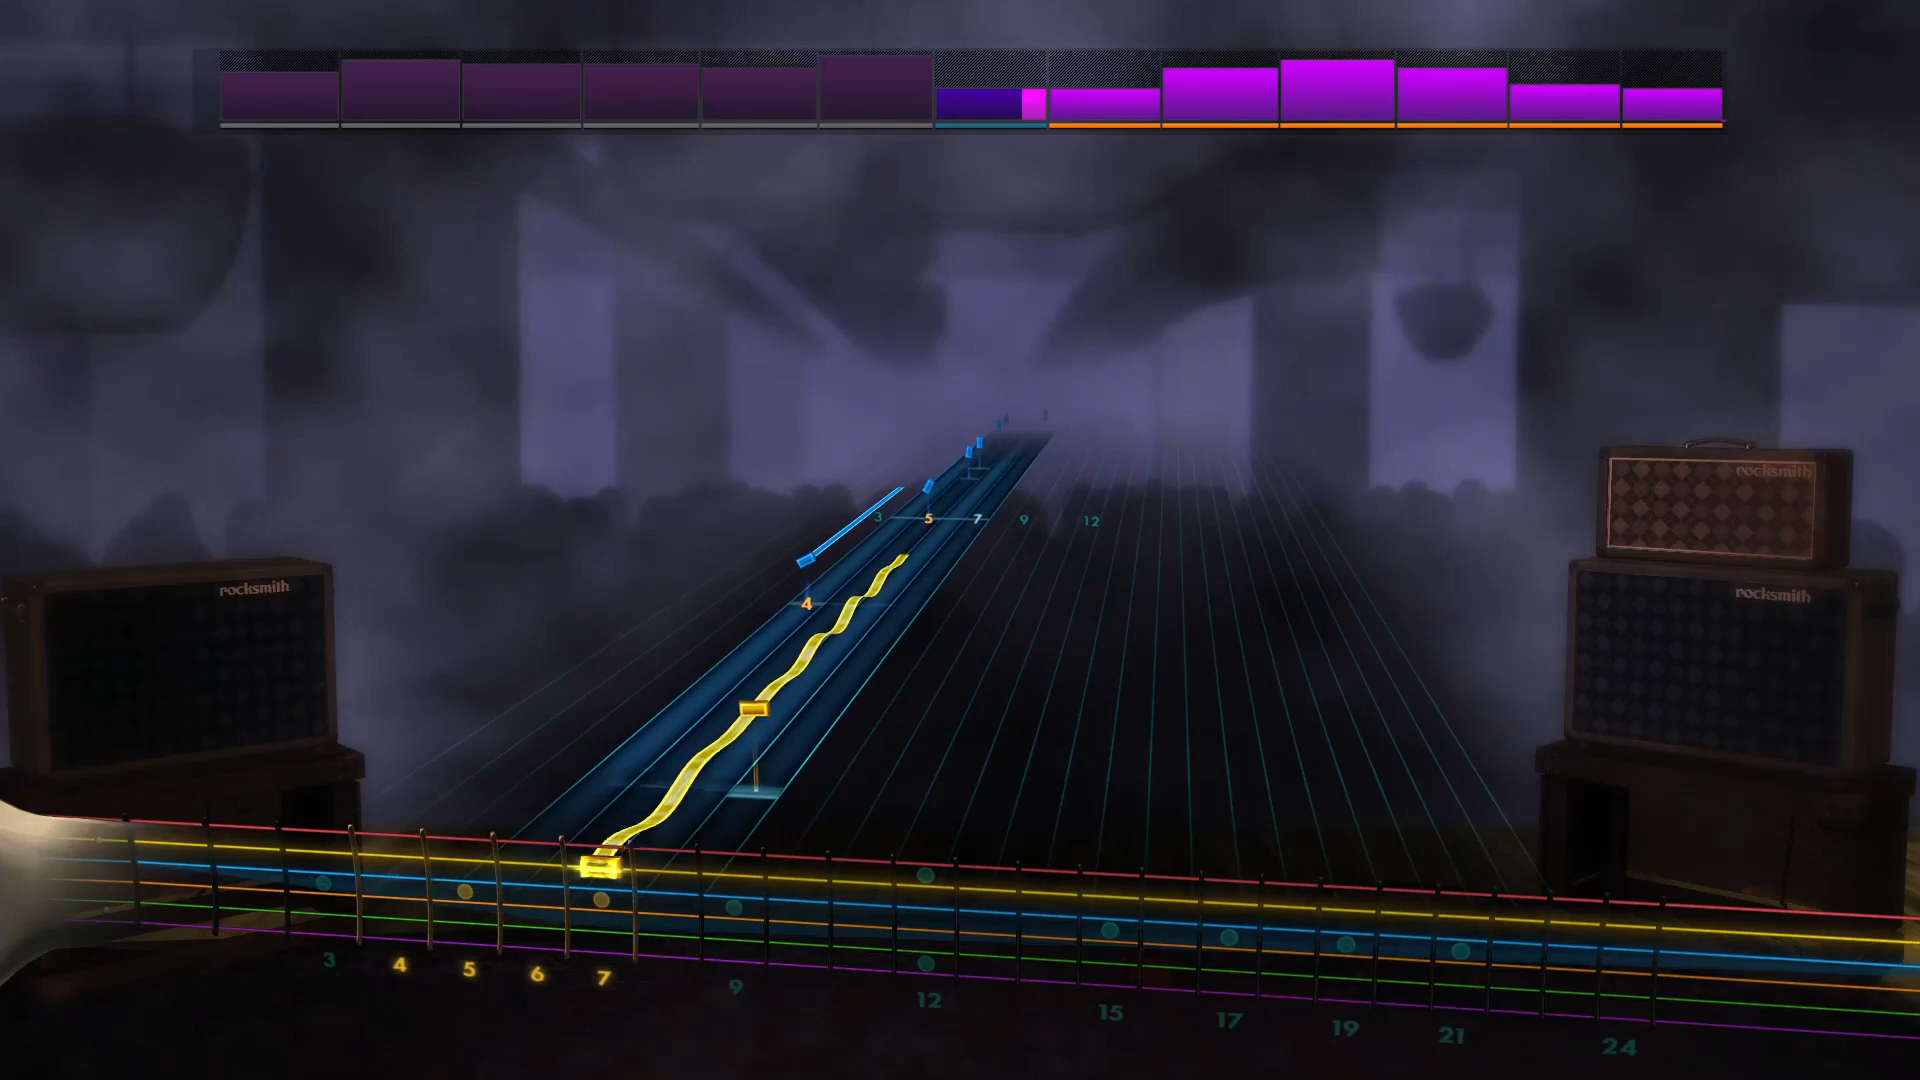 rocksmith
3 5 7 9 12
rocksmith
rocksmith
4
3 4 5 6 7 9 12 15 17 19 21 24